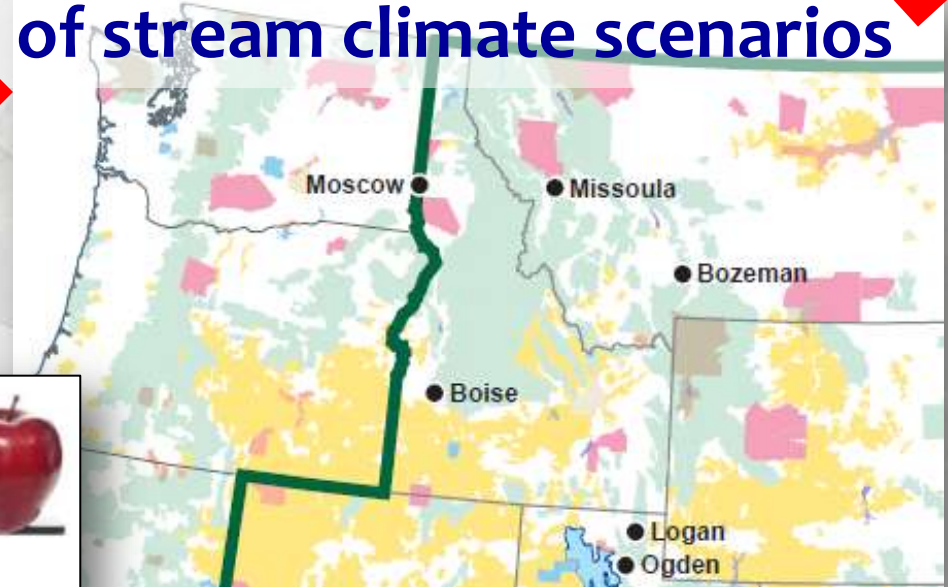 of stream climate scenarios
Moscow
Missoula
Bozeman
Boise
Logan
Ogden